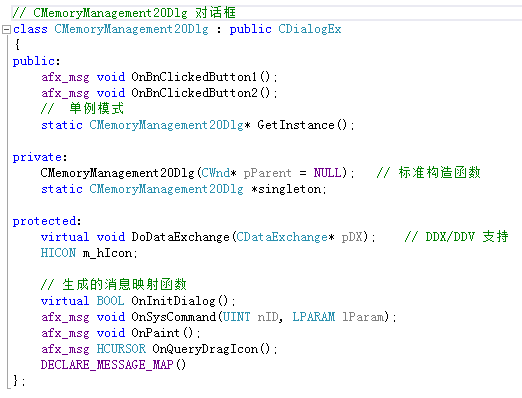 // CMemoryManagement20Dlg 对话框
class CMemoryManagement20Dlg : public CDialogEx
{
public:
    afx_msg void OnBnClickedButton1();
    afx_msg void OnBnClickedButton2();
    //  单例模式
    static CMemoryManagement20Dlg* GetInstance();

private:
    CMemoryManagement20Dlg(CWnd* pParent = NULL);   // 标准构造函数
    static CMemoryManagement20Dlg *singleton;

protected:
    virtual void DoDataExchange(CDataExchange* pDX);    // DDX/DDV 支持
    HICON m_hIcon;

    // 生成的消息映射函数
    virtual BOOL OnInitDialog();
    afx_msg void OnSysCommand(UINT nID, LPARAM lParam);
    afx_msg void OnPaint();
    afx_msg HCURSOR OnQueryDragIcon();
    DECLARE_MESSAGE_MAP()
};